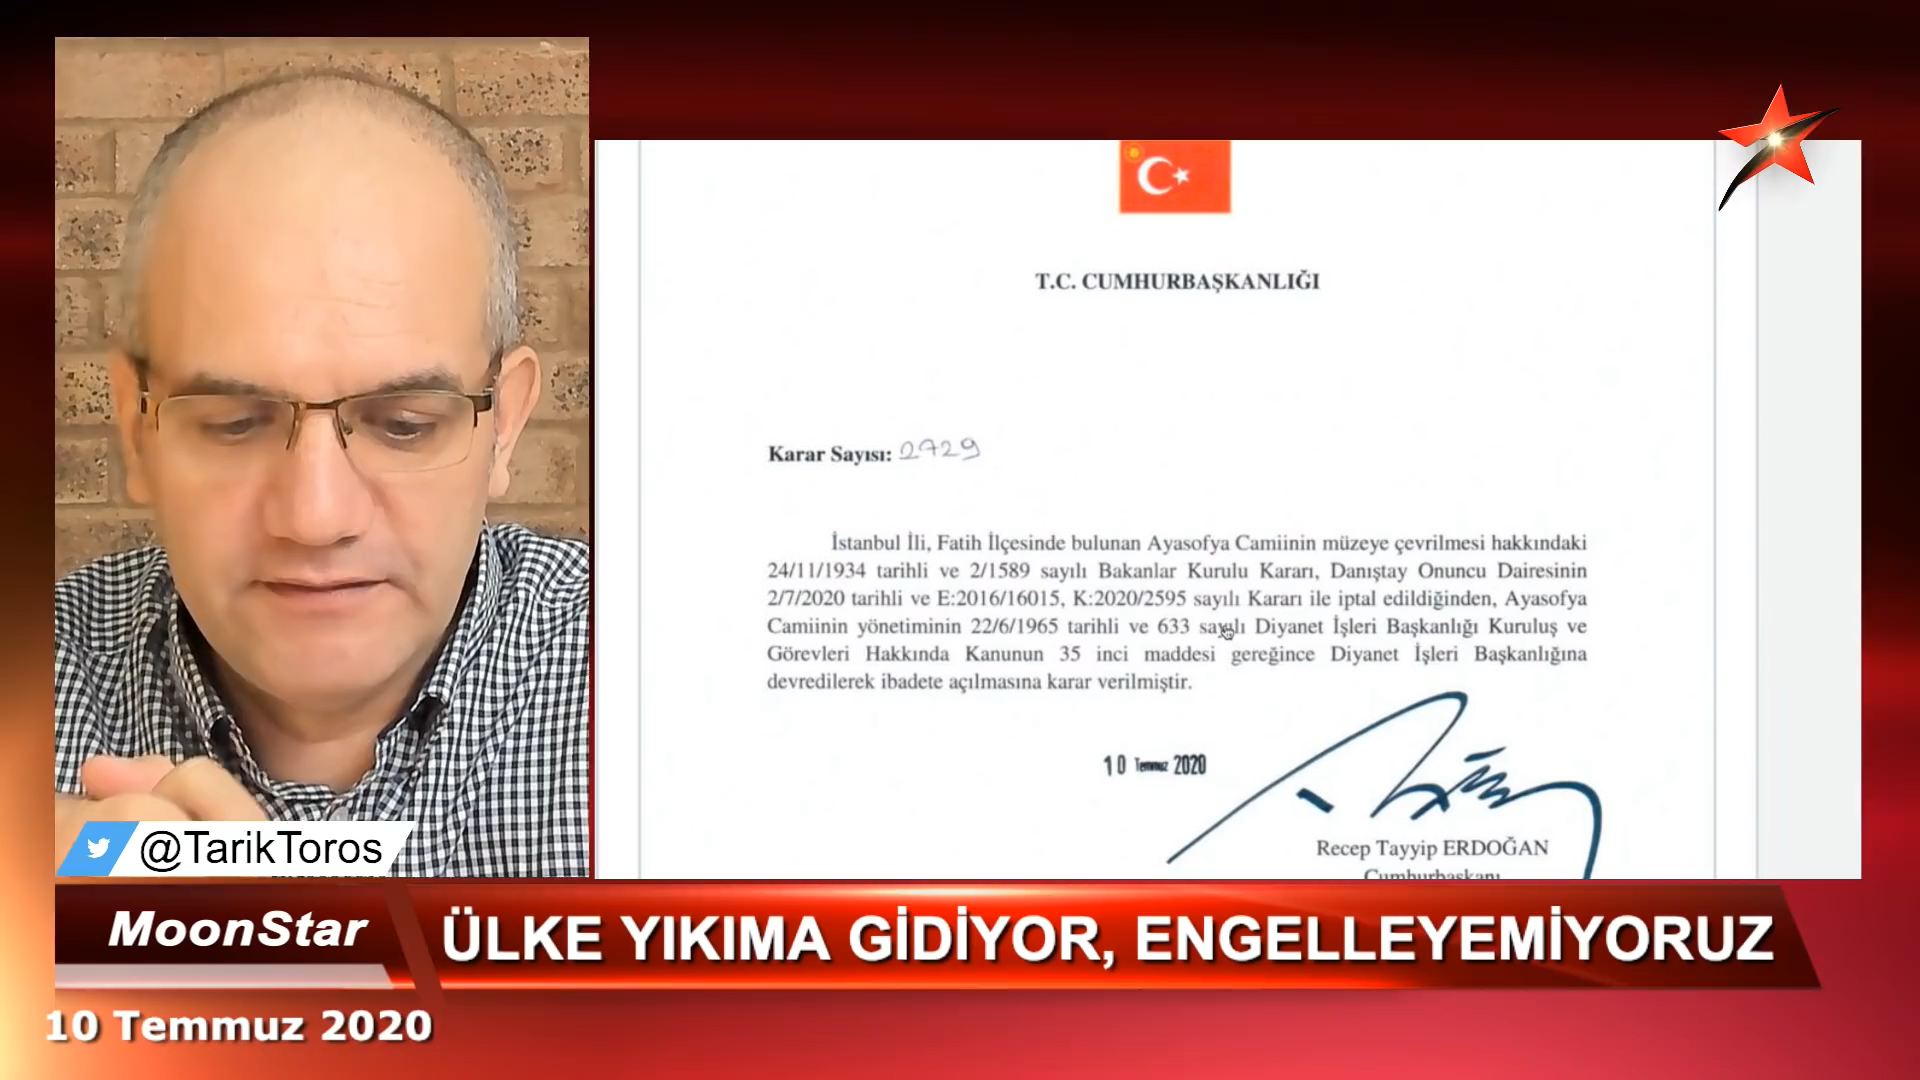 T.C. CUMHURBAŞKANLIĞI
Karar Sayısı: 2729
İstanbul İli, Fatih İlçesinde bulunan Ayasofya Camiinin müzeye çevrilmesi hakkındaki
24/11/1934 tarihli ve 2/1589 sayılı Bakanlar Kurulu Kararı, Danıştay Onuncu Dairesinin
2/7/2020 tarihli ve E:2016/16015, K:2020/2595 sayılı Kararı ile iptal edildiğinden, Ayasofya
Camiinin yönetiminin 22/6/1965 tarihli ve 633 sayılı Diyanet İşleri Başkanlığı Kuruluş ve
Görevleri Hakkında Kanunun 35 inci maddesi gereğince Diyanet İşleri Başkanlığına
devredilerek ibadete açılmasına karar verilmiştir.
10 Temmuz 2020
Recep Tayyip ERDOĞAN
Cumhurbaşkanı
@TarikToros
MoonStar
ÜLKE YIKIMA GİDİYOR, ENGELLEYEMİYORUZ
10 Temmuz 2020